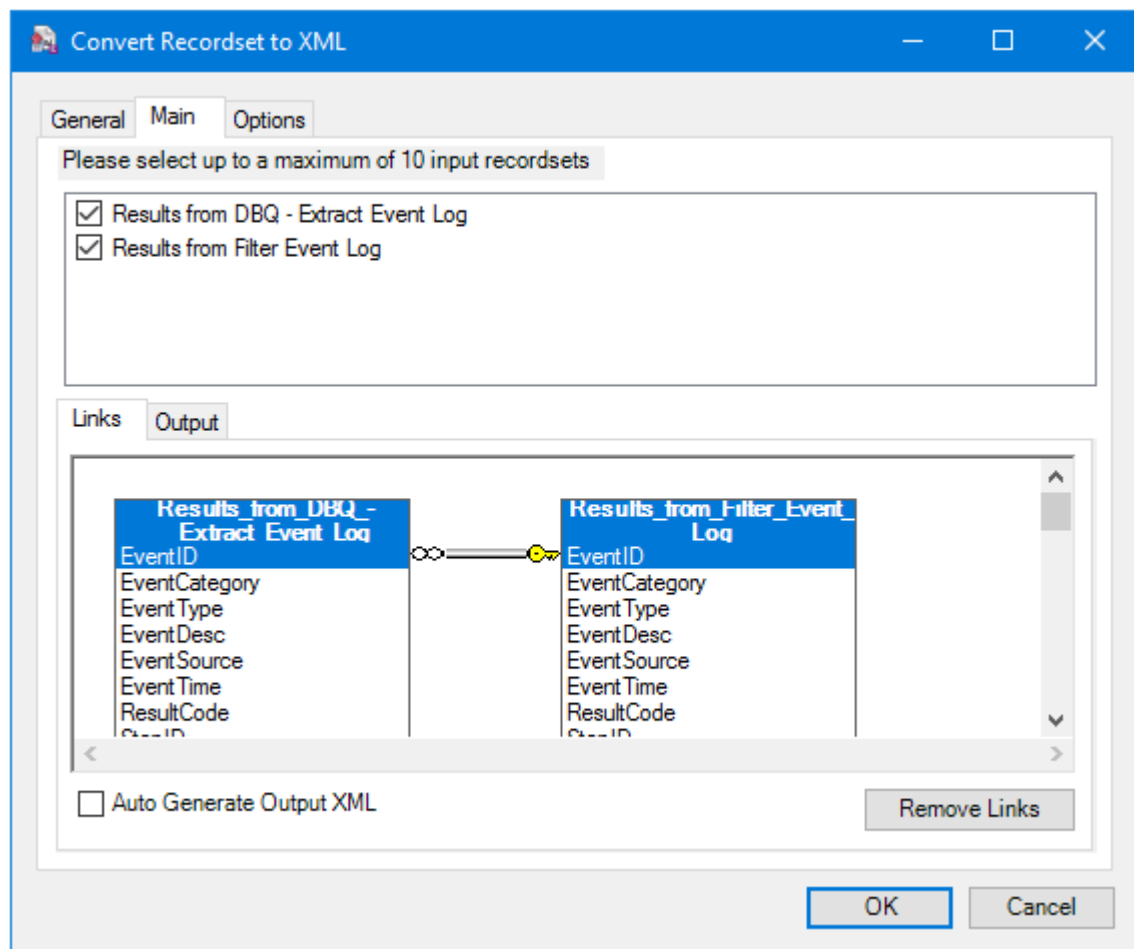 Convert Recordset to XML
General Main Options
Please select up to a maximum of 10 input recordsets
Results from DBQ - Extract Event Log
Results from Filter Event Log
Links Output
Results_from_DBQ_-
Extract_Event_Log
EventID
EventCategory
EventType
EventDesc
EventSource
EventTime
ResultCode
StepID
Results_from_Filter_Event_
Log
EventID
EventCategory
EventType
EventDesc
EventSource
EventTime
ResultCode
StepID
Auto Generate Output XML
Remove Links
OK Cancel